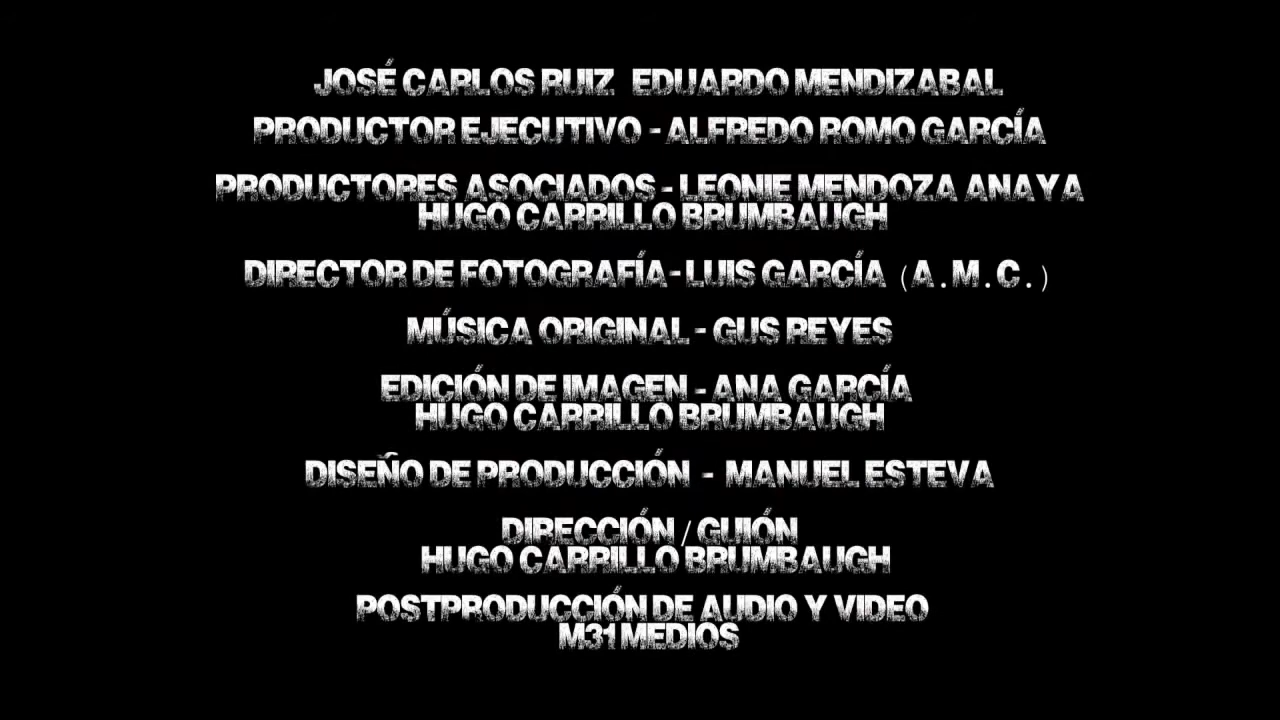 JOSÉ CARLOS RUIZ EDUARDO MENDIZABAL
PRODUCTOR EJECUTIVO - ALFREDO ROMO GARCÍA
PRODUCTORES ASOCIADOS - LEONIE MENDOZA ANAYA
HUGO CARRILLO BRUMBAUGH
DIRECTOR DE FOTOGRAFÍA- LUIS GARCÍA (A.M.C.)
MÚSICA ORIGINAL - GUS REYES
EDICIÓN DE IMAGEN - ANA GARCÍA
HUGO CARRILLO BRUMBAUGH
DISEÑO DE PRODUCCIÓN - MANUEL ESTEVA
DIRECCIÓN / GUIÓN
HUGO CARRILLO BRUMBAUGH
POSTPRODUCCIÓN DE AUDIO Y VIDEO
M31 MEDIOS